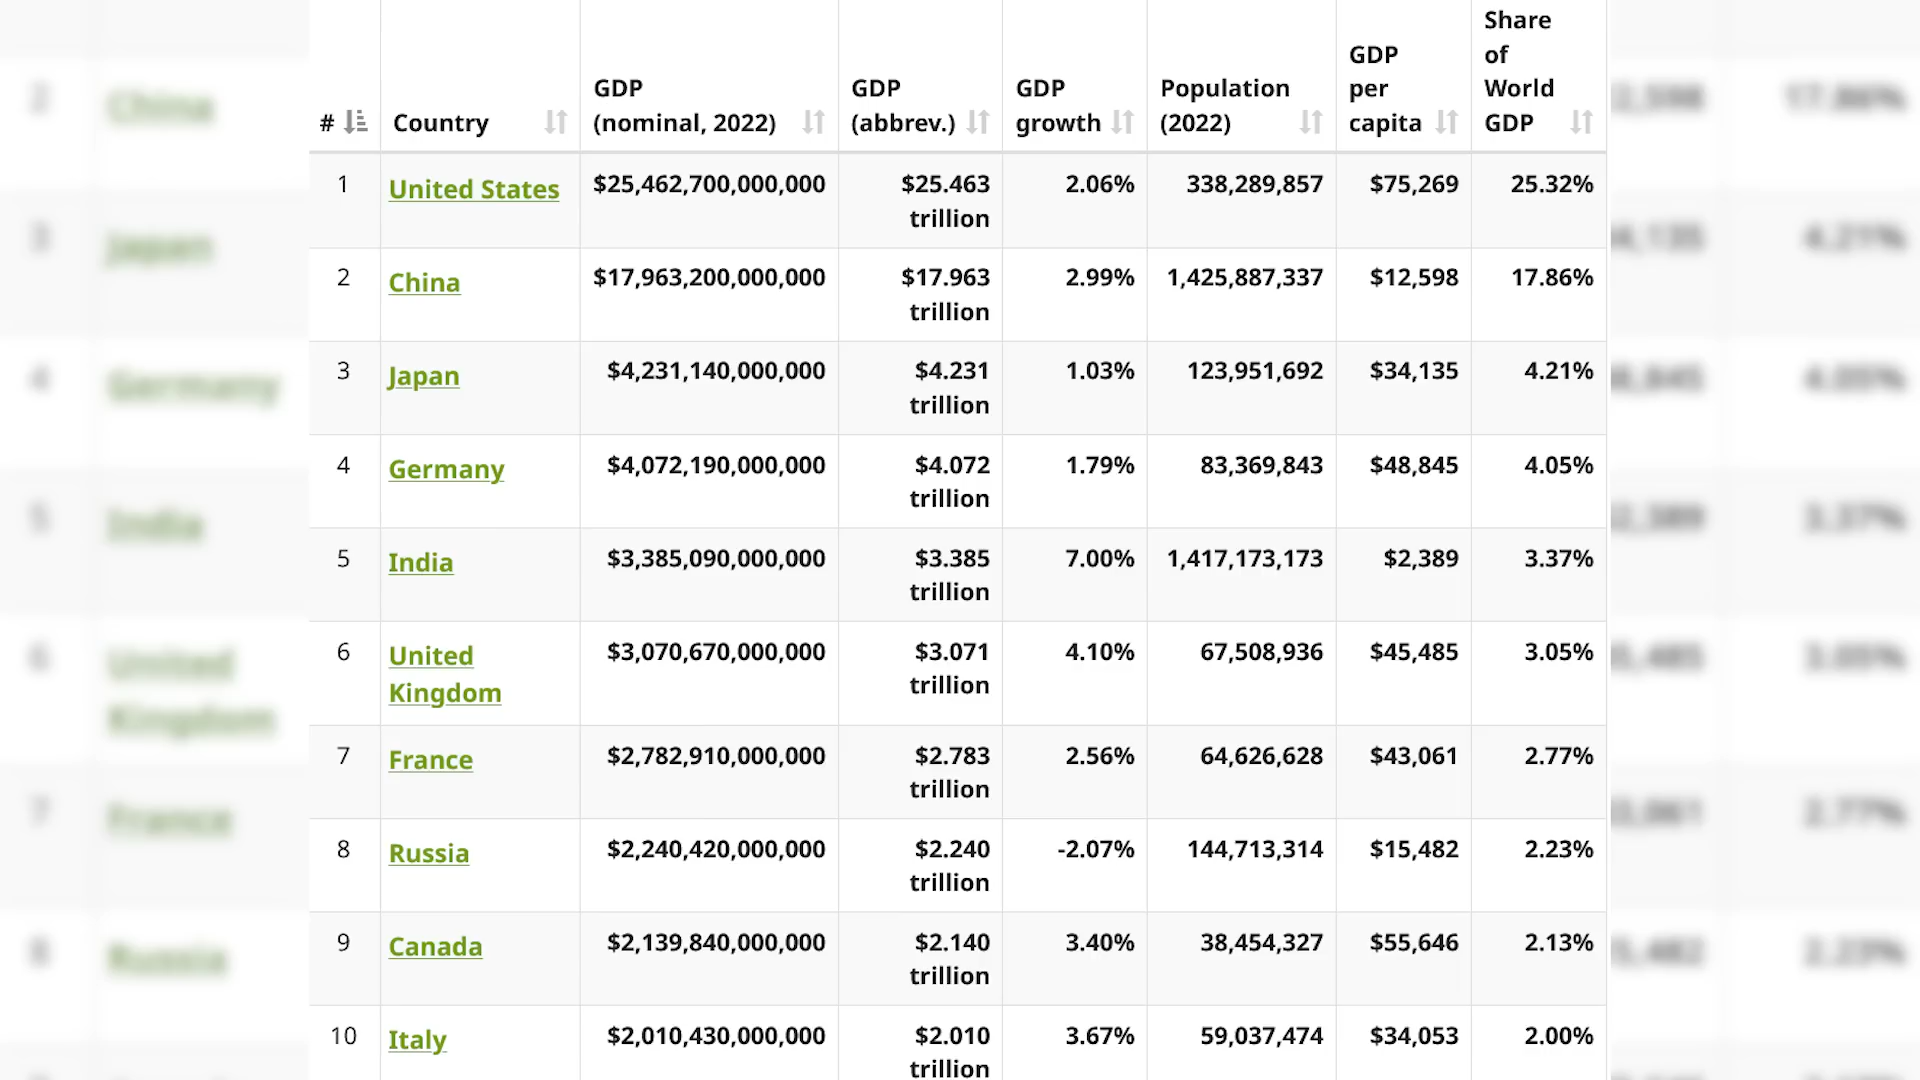 # Country GDP (nominal, 2022) GDP (abbrev.) GDP growth Population (2022) GDP per capita Share of World GDP
1 United States $25,462,700,000,000 $25.463 trillion 2.06% 338,289,857 $75,269 25.32%
2 China $17,963,200,000,000 $17.963 trillion 2.99% 1,425,887,337 $12,598 17.86%
3 Japan $4,231,140,000,000 $4.231 trillion 1.03% 123,951,692 $34,135 4.21%
4 Germany $4,072,190,000,000 $4.072 trillion 1.79% 83,369,843 $48,845 4.05%
5 India $3,385,090,000,000 $3.385 trillion 7.00% 1,417,173,173 $2,389 3.37%
6 United Kingdom $3,070,670,000,000 $3.071 trillion 4.10% 67,508,936 $45,485 3.05%
7 France $2,782,910,000,000 $2.783 trillion 2.56% 64,626,628 $43,061 2.77%
8 Russia $2,240,420,000,000 $2.240 trillion -2.07% 144,713,314 $15,482 2.23%
9 Canada $2,139,840,000,000 $2.140 trillion 3.40% 38,454,327 $55,646 2.13%
10 Italy $2,010,430,000,000 $2.010 trillion 3.67% 59,037,474 $34,053 2.00%